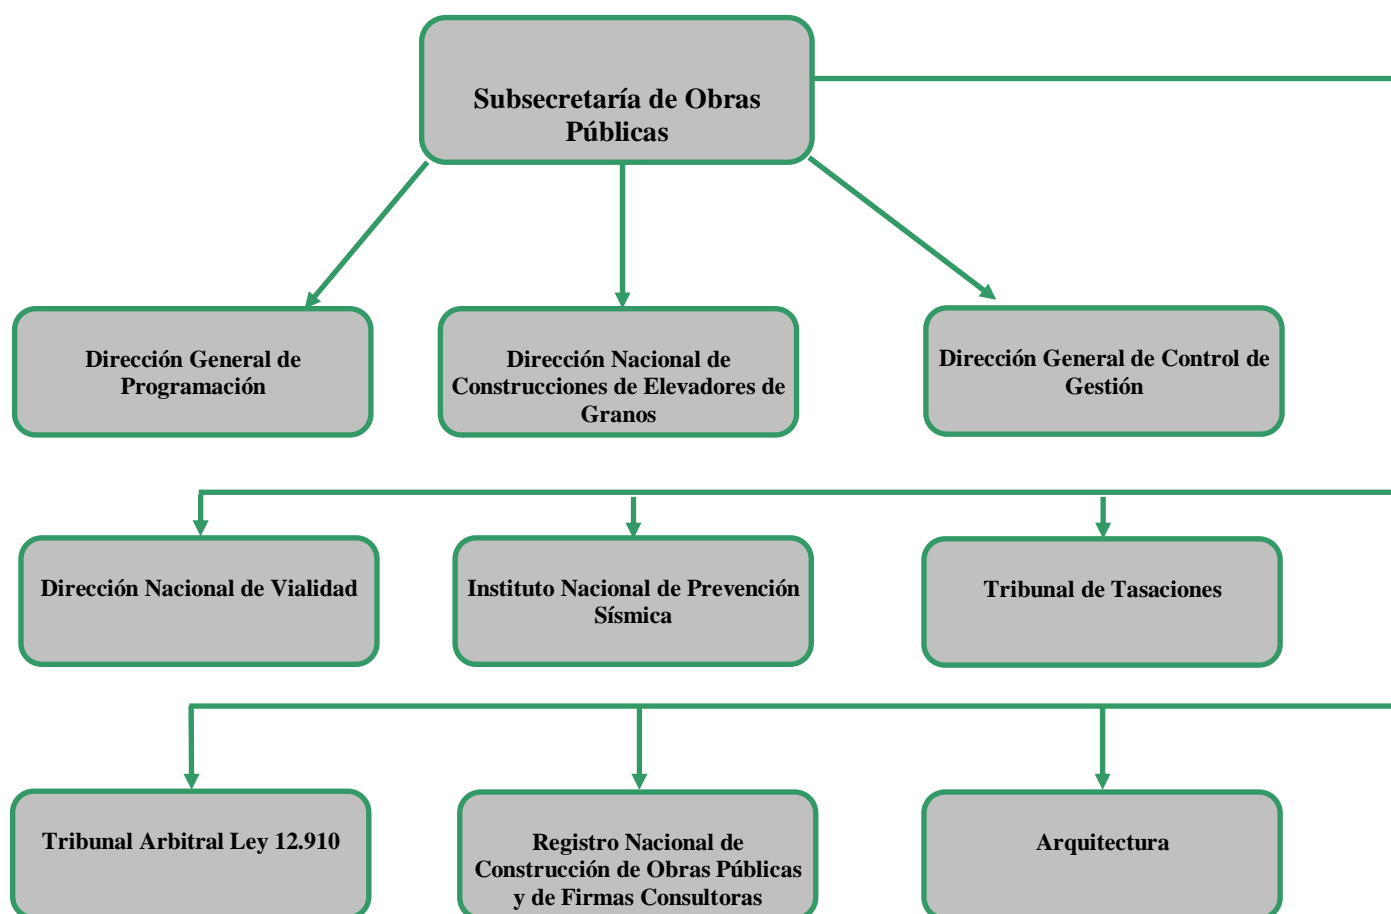 Subsecretaría de Obras
Públicas
Dirección General de
Programación
Dirección Nacional de
Construcciones de Elevadores de
Granos
Dirección General de Control de
Gestión
Dirección Nacional de Vialidad
Instituto Nacional de Prevención
Sísmica
Tribunal de Tasaciones
Tribunal Arbitral Ley 12.910
Registro Nacional de
Construcción de Obras Públicas
y de Firmas Consultoras
Arquitectura